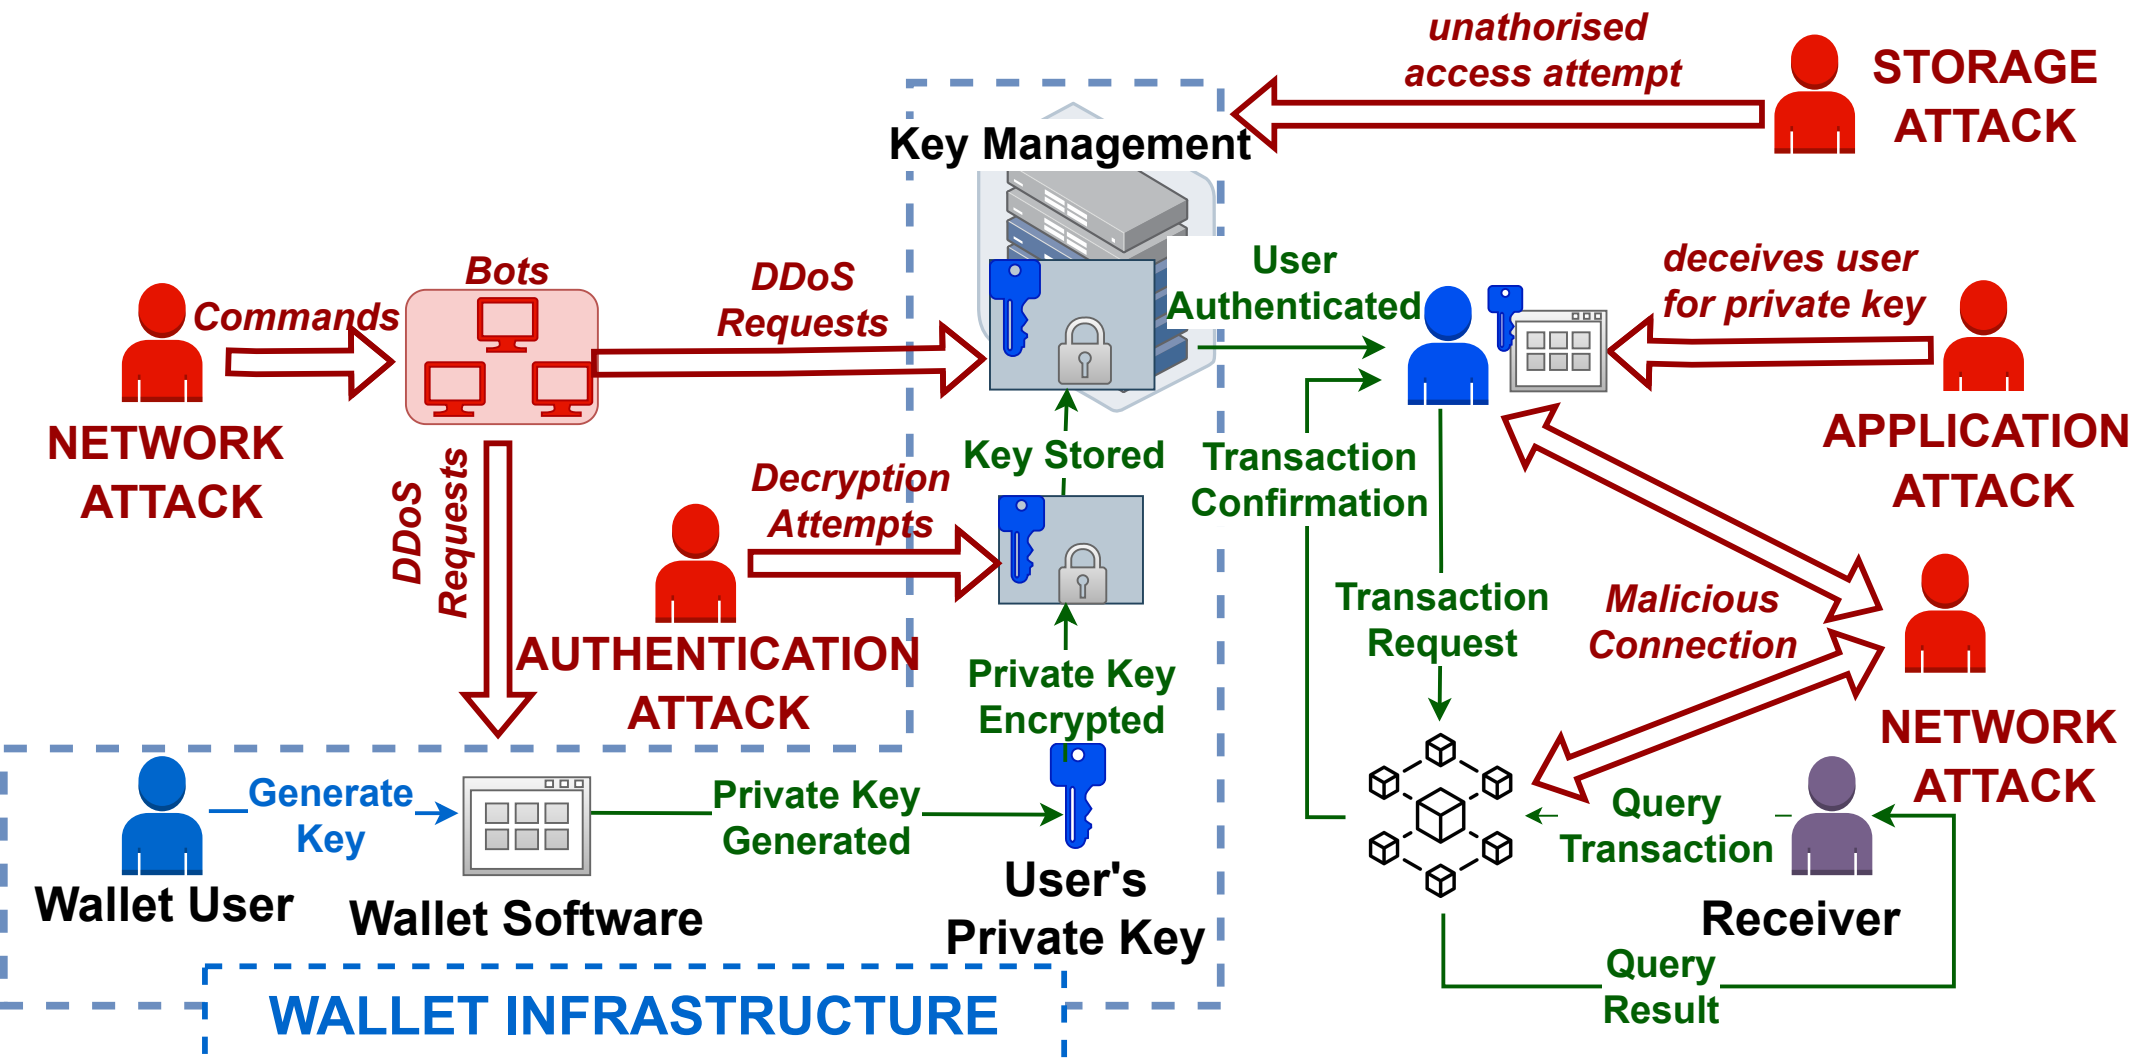 unathorised
access attempt
STORAGE
ATTACK
Key Management
Bots
Commands
DDoS
Requests
User
Authenticated
deceives user
for private key
NETWORK
ATTACK
DDoS
Requests
Decryption
Attempts
Key Stored
Transaction
Confirmation
APPLICATION
ATTACK
AUTHENTICATION
ATTACK
Private Key
Encrypted
Transaction
Request
Malicious
Connection
NETWORK
ATTACK
Generate
Key
Private Key
Generated
Query
Transaction
Wallet User
Wallet Software
User's
Private Key
Receiver
Query
Result
WALLET INFRASTRUCTURE